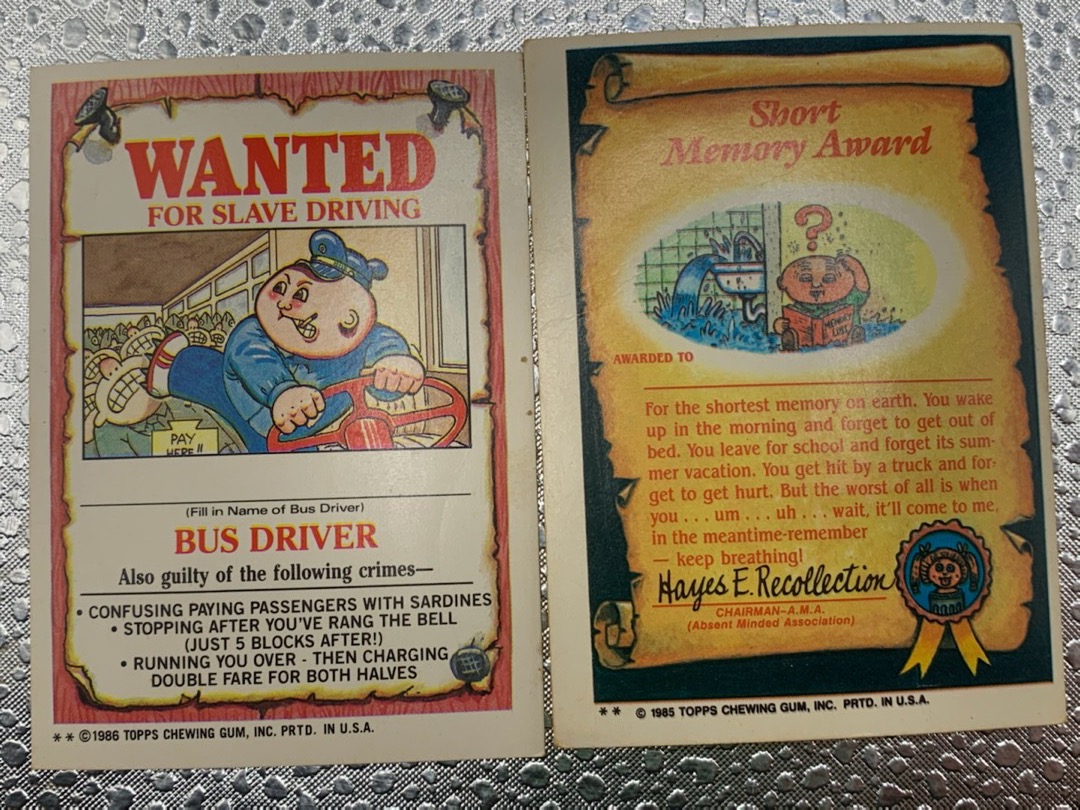 WANTED
FOR SLAVE DRIVING
PAY
HERE"
(Fill in Name of Bus Driver)
BUS DRIVER
Also guilty of the following crimes—
• CONFUSING PAYING PASSENGERS WITH SARDINES
• STOPPING AFTER YOU'VE RANG THE BELL
(JUST 5 BLOCKS AFTER!)
• RUNNING YOU OVER - THEN CHARGING
DOUBLE FARE FOR BOTH HALVES
** ©1986 TOPPS CHEWING GUM, INC. PRTD. IN U.S.A.
Short
Memory Award
?
MEMORY
LOSS
AWARDED TO
For the shortest memory on earth. You wake
up in the morning and forget to get out of
bed. You leave for school and forget its sum-
mer vacation. You get hit by a truck and for-
get to get hurt. But the worst of all is when
you . . . um . . . uh . . . wait, it'll come to me,
in the meantime-remember
— keep breathing!
Hayes E. Recollection
CHAIRMAN–A.M.A.
(Absent Minded Association)
** © 1985 TOPPS CHEWING GUM, INC. PRTD. IN U.S.A.